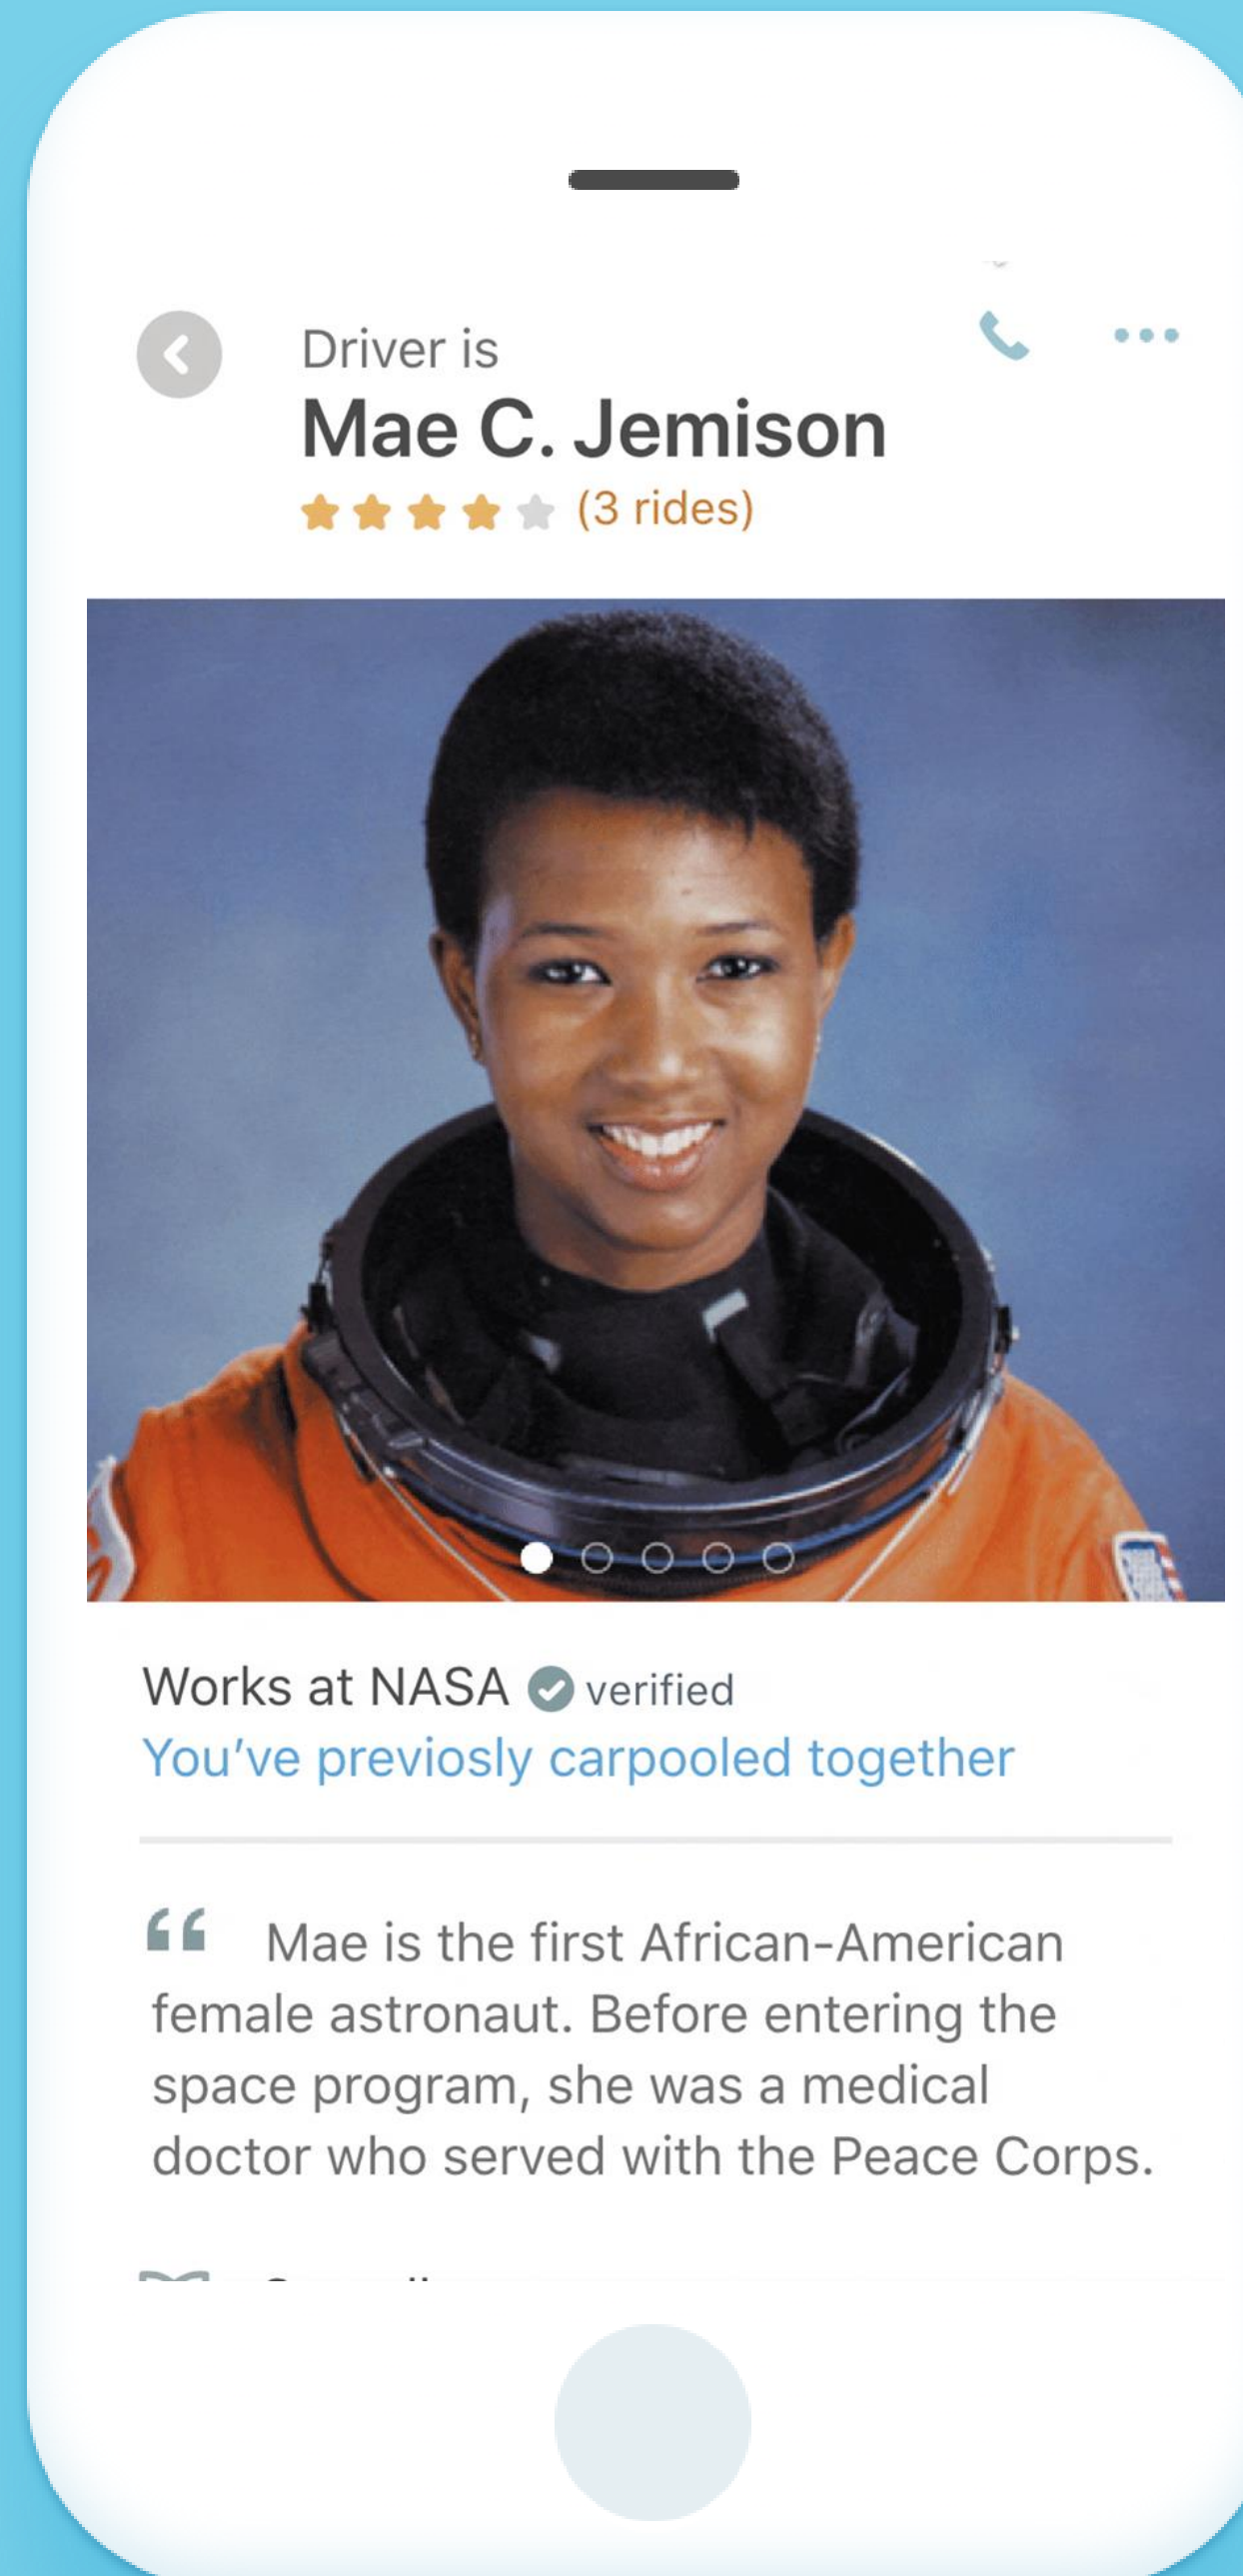 Driver is
Mae C. Jemison
(3 rides)
Works at NASA verified
You've previosly carpooled together
“ Mae is the first African-American
female astronaut. Before entering the
space program, she was a medical
doctor who served with the Peace Corps.